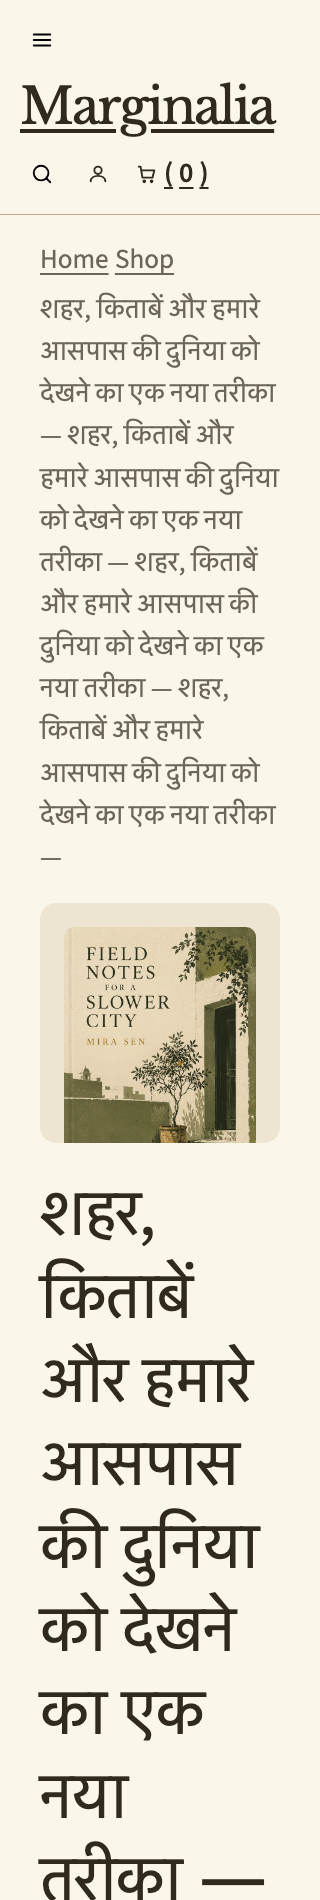 Marginalia
( 0 )
Home Shop
शहर, किताबें और हमारे
आसपास की दुनिया को
देखने का एक नया तरीका
— शहर, किताबें और
हमारे आसपास की दुनिया
को देखने का एक नया
तरीका — शहर, किताबें
और हमारे आसपास की
दुनिया को देखने का एक
नया तरीका — शहर,
किताबें और हमारे
आसपास की दुनिया को
देखने का एक नया तरीका
—
FIELD
NOTES
FOR A
SLOWER
CITY
MIRA SEN
शहर,
किताबें
और हमारे
आसपास
की दुनिया
को देखने
का एक
नया
तरीका —